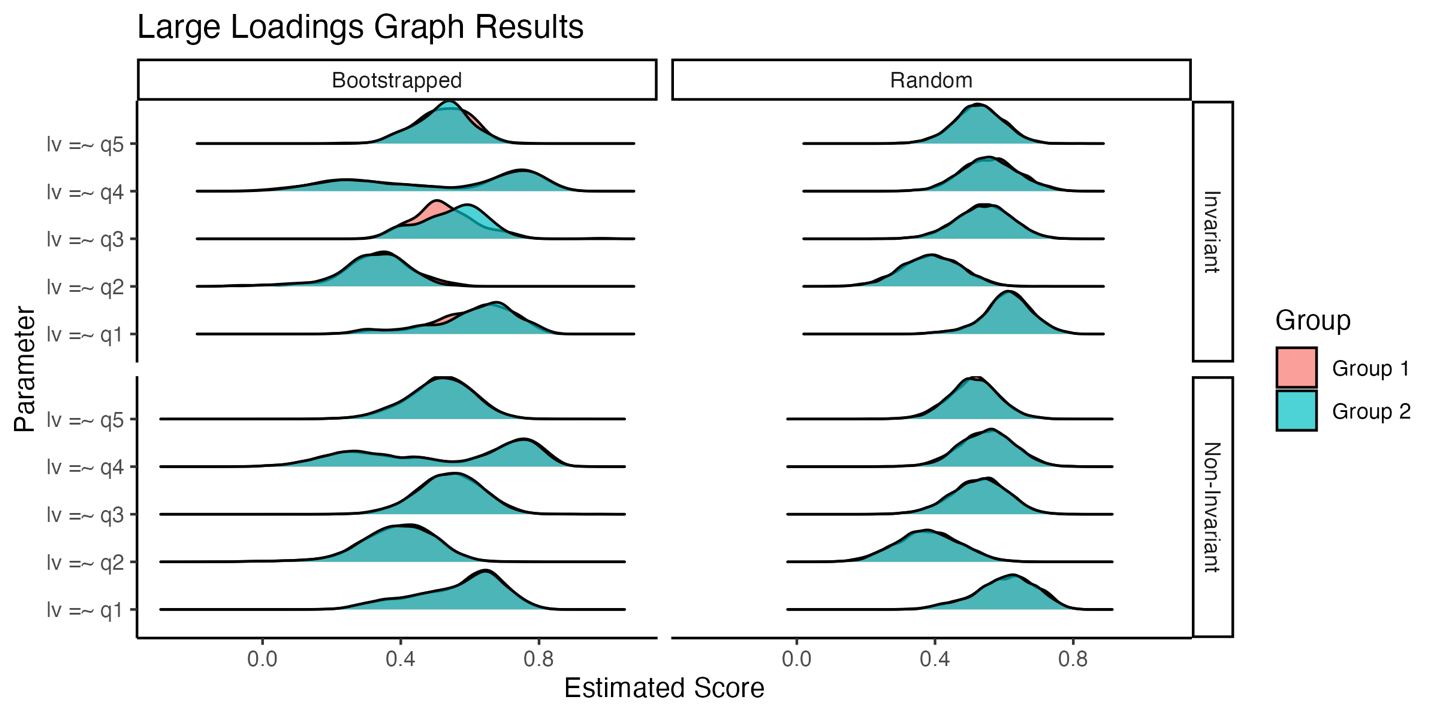 Large Loadings Graph Results
Bootstrapped
Random
lv =~ q5
lv =~ q4
lv =~ q3
lv =~ q2
lv =~ q1
Invariant
lv =~ q5
lv =~ q4
lv =~ q3
lv =~ q2
lv =~ q1
Non-Invariant
Parameter
0.0 0.4 0.8
0.0 0.4 0.8
Estimated Score
Group
Group 1
Group 2